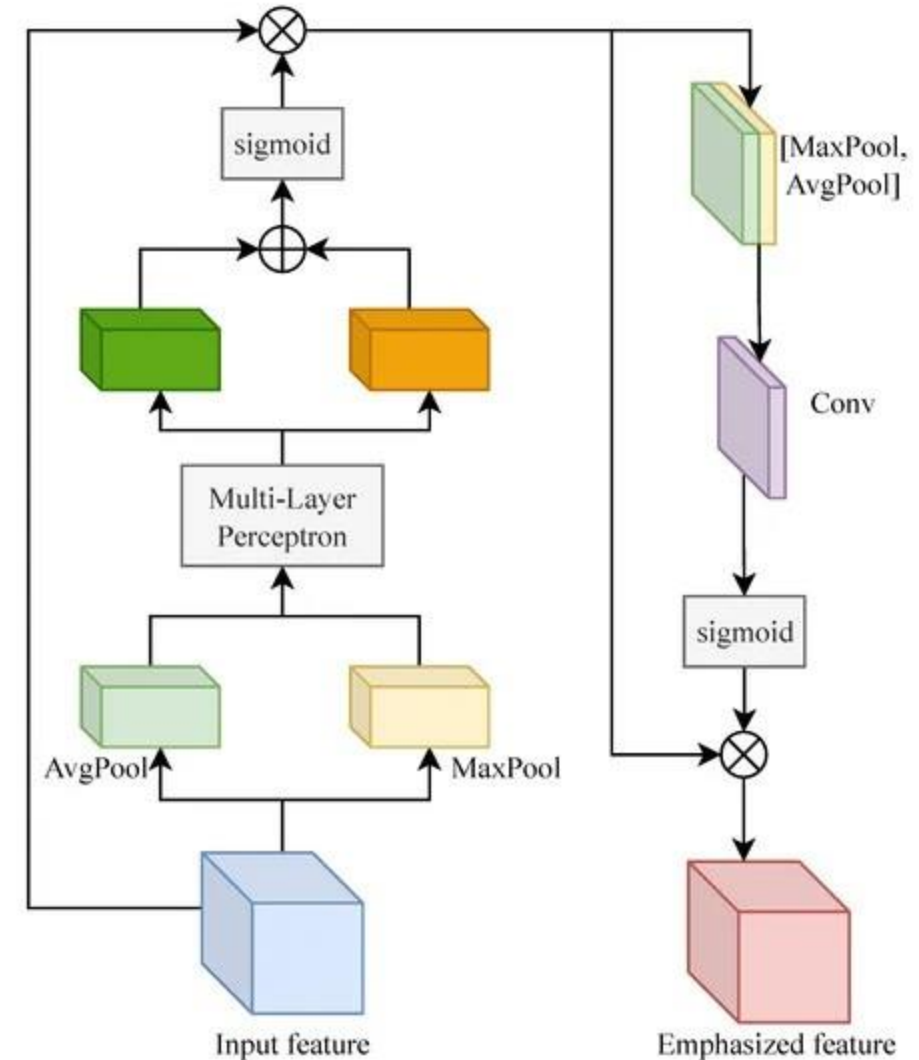 sigmoid
[MaxPool,
AvgPool]
Conv
Multi-Layer
Perceptron
sigmoid
AvgPool
MaxPool
Input feature
Emphasized feature